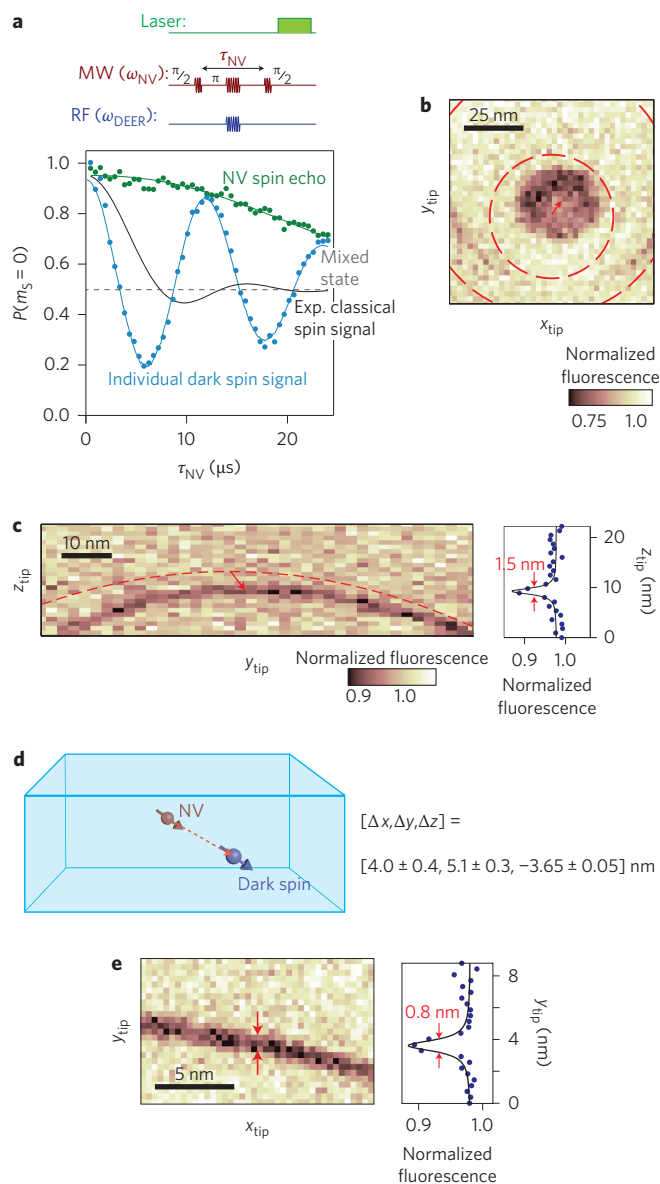 a
Laser:
τNV
MW (ωNV): π/2 π π/2
RF (ωDEER):
1.0
0.8
0.6
0.4
0.2
0.0
P(mS = 0)
NV spin echo
Mixed
state
Exp. classical
spin signal
Individual dark spin signal
0 10 20
τNV (μs)
b
25 nm
ytip
xtip
Normalized
fluorescence
0.75 1.0
c
10 nm
ztip
ytip
Normalized fluorescence
0.9 1.0
1.5 nm
20
10
0
ztip (nm)
0.9 1.0
Normalized
fluorescence
d
NV
Dark spin
[Δx,Δy,Δz] =
[4.0 ± 0.4, 5.1 ± 0.3, −3.65 ± 0.05] nm
e
ytip
5 nm
xtip
0.8 nm
8
4
0
ytip (nm)
0.9 1.0
Normalized
fluorescence